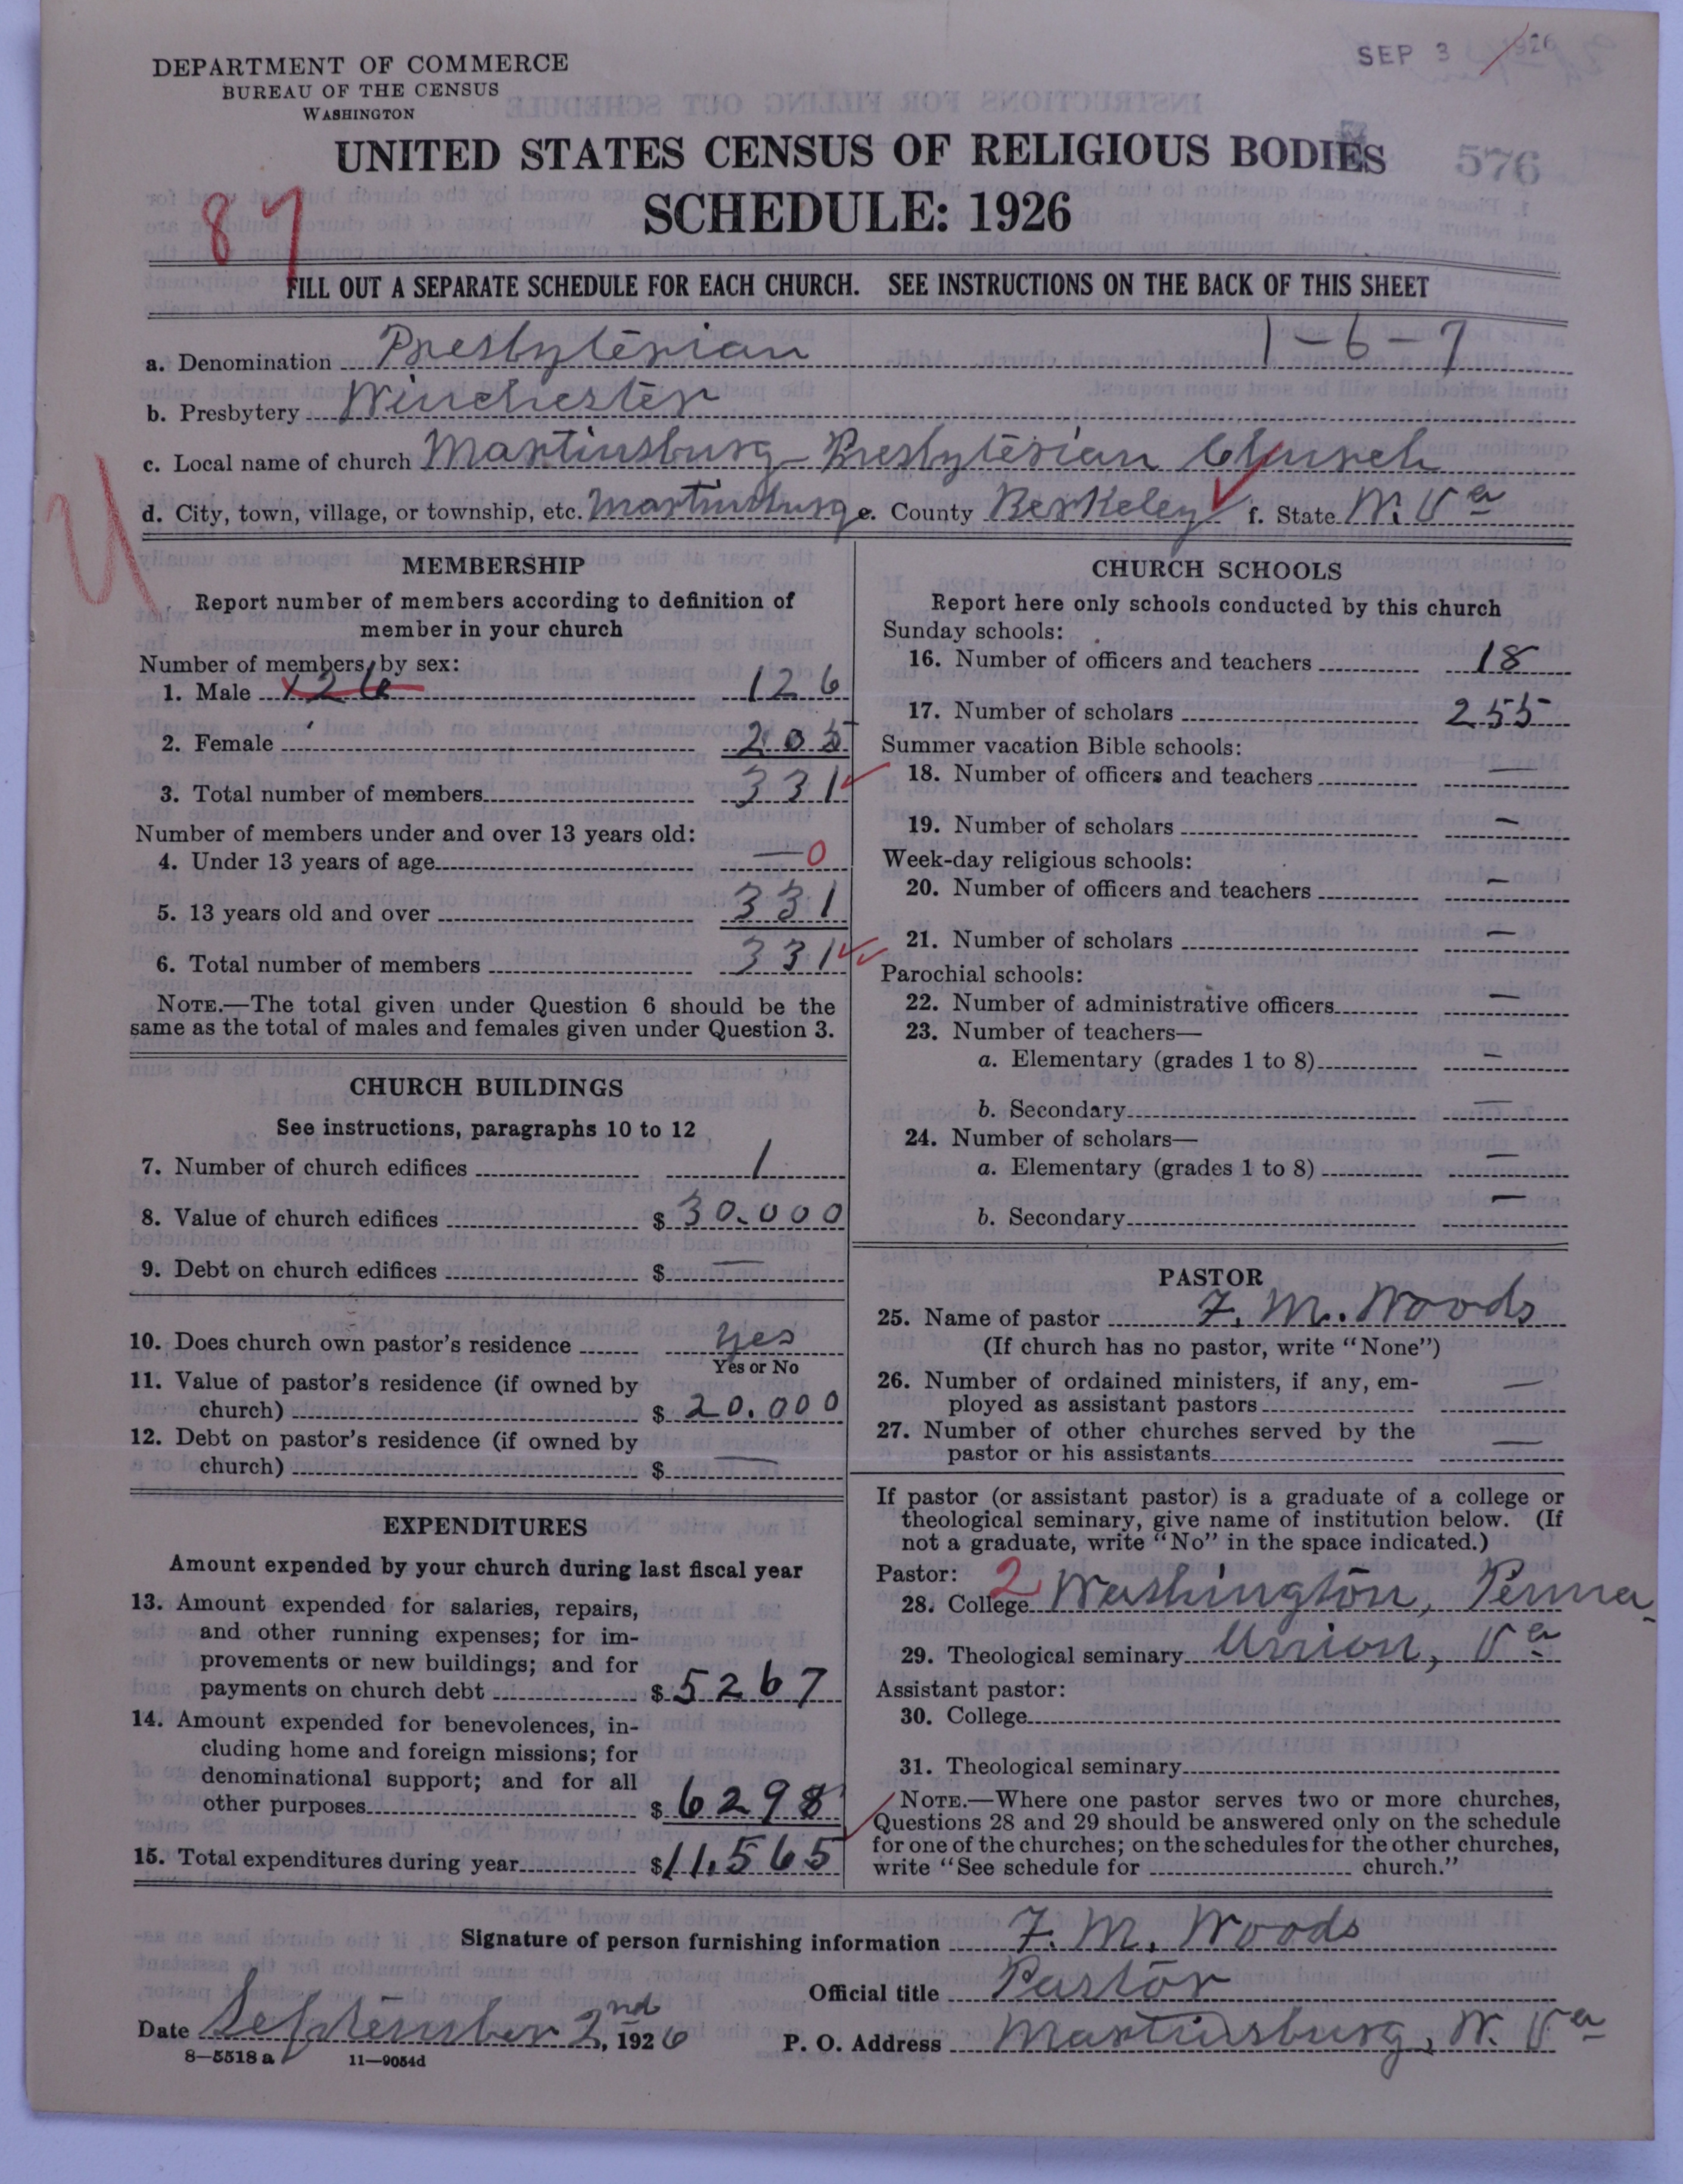 DEPARTMENT OF COMMERCE
BUREAU OF THE CENSUS
WASHINGTON
SEP 3 1926
UNITED STATES CENSUS OF RELIGIOUS BODIES
576
SCHEDULE: 1926
87
FILL OUT A SEPARATE SCHEDULE FOR EACH CHURCH. SEE INSTRUCTIONS ON THE BACK OF THIS SHEET
a. Denomination Presbyterian 1-6-7
b. Presbytery Winchester
c. Local name of church Martinsburg - Presbyterian Church
d. City, town, village, or township, etc. Martinsburg e. County Berkeley f. State W. Va
MEMBERSHIP
Report number of members according to definition of
member in your church
Number of members, by sex:
1. Male 126 126
2. Female 205
3. Total number of members 331
Number of members under and over 13 years old:
4. Under 13 years of age — 0
5. 13 years old and over 331
6. Total number of members 331
NOTE.—The total given under Question 6 should be the
same as the total of males and females given under Question 3.
CHURCH BUILDINGS
See instructions, paragraphs 10 to 12
7. Number of church edifices 1
8. Value of church edifices $ 30.000
9. Debt on church edifices $ —
10. Does church own pastor's residence yes
Yes or No
11. Value of pastor's residence (if owned by
church) $ 20.000
12. Debt on pastor's residence (if owned by
church) $ —
EXPENDITURES
Amount expended by your church during last fiscal year
13. Amount expended for salaries, repairs,
and other running expenses; for im-
provements or new buildings; and for
payments on church debt $ 5267
14. Amount expended for benevolences, in-
cluding home and foreign missions; for
denominational support; and for all
other purposes $ 6298
15. Total expenditures during year $ 11.565
CHURCH SCHOOLS
Report here only schools conducted by this church
Sunday schools:
16. Number of officers and teachers 18
17. Number of scholars 255
Summer vacation Bible schools:
18. Number of officers and teachers —
19. Number of scholars —
Week-day religious schools:
20. Number of officers and teachers —
21. Number of scholars —
Parochial schools:
22. Number of administrative officers —
23. Number of teachers—
a. Elementary (grades 1 to 8) —
b. Secondary —
24. Number of scholars—
a. Elementary (grades 1 to 8) —
b. Secondary —
PASTOR
25. Name of pastor F. M. Woods
(If church has no pastor, write "None")
26. Number of ordained ministers, if any, em-
ployed as assistant pastors —
27. Number of other churches served by the
pastor or his assistants —
If pastor (or assistant pastor) is a graduate of a college or
theological seminary, give name of institution below. (If
not a graduate, write "No" in the space indicated.)
Pastor: 2
28. College Washington, Penna
29. Theological seminary Union, Va
Assistant pastor:
30. College
31. Theological seminary
NOTE.—Where one pastor serves two or more churches,
Questions 28 and 29 should be answered only on the schedule
for one of the churches; on the schedules for the other churches,
write "See schedule for church."
Signature of person furnishing information F. M. Woods
Official title Pastor
Date September 2nd, 1926 P. O. Address Martinsburg, W. Va
8—5518 a 11—9054d